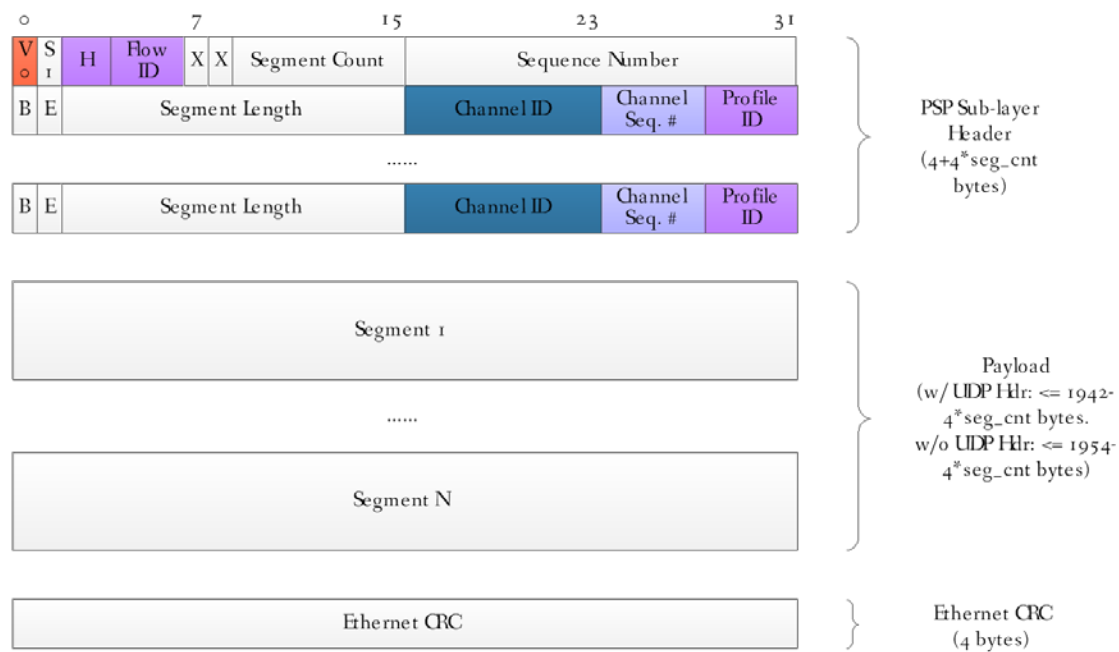 0 7 15 23 31
V S H Flow X X Segment Count Sequence Number
0 1 ID
B E Segment Length Channel ID Channel Profile
Seq. # ID
......
B E Segment Length Channel ID Channel Profile
Seq. # ID
PSP Sub-layer
Header
(4+4*seg_cnt
bytes)
Segment 1
......
Segment N
Payload
(w/ UDP Hdr: <= 1942-
4*seg_cnt bytes.
w/o UDP Hdr: <= 1954-
4*seg_cnt bytes)
Ethernet CRC
Ethernet CRC
(4 bytes)